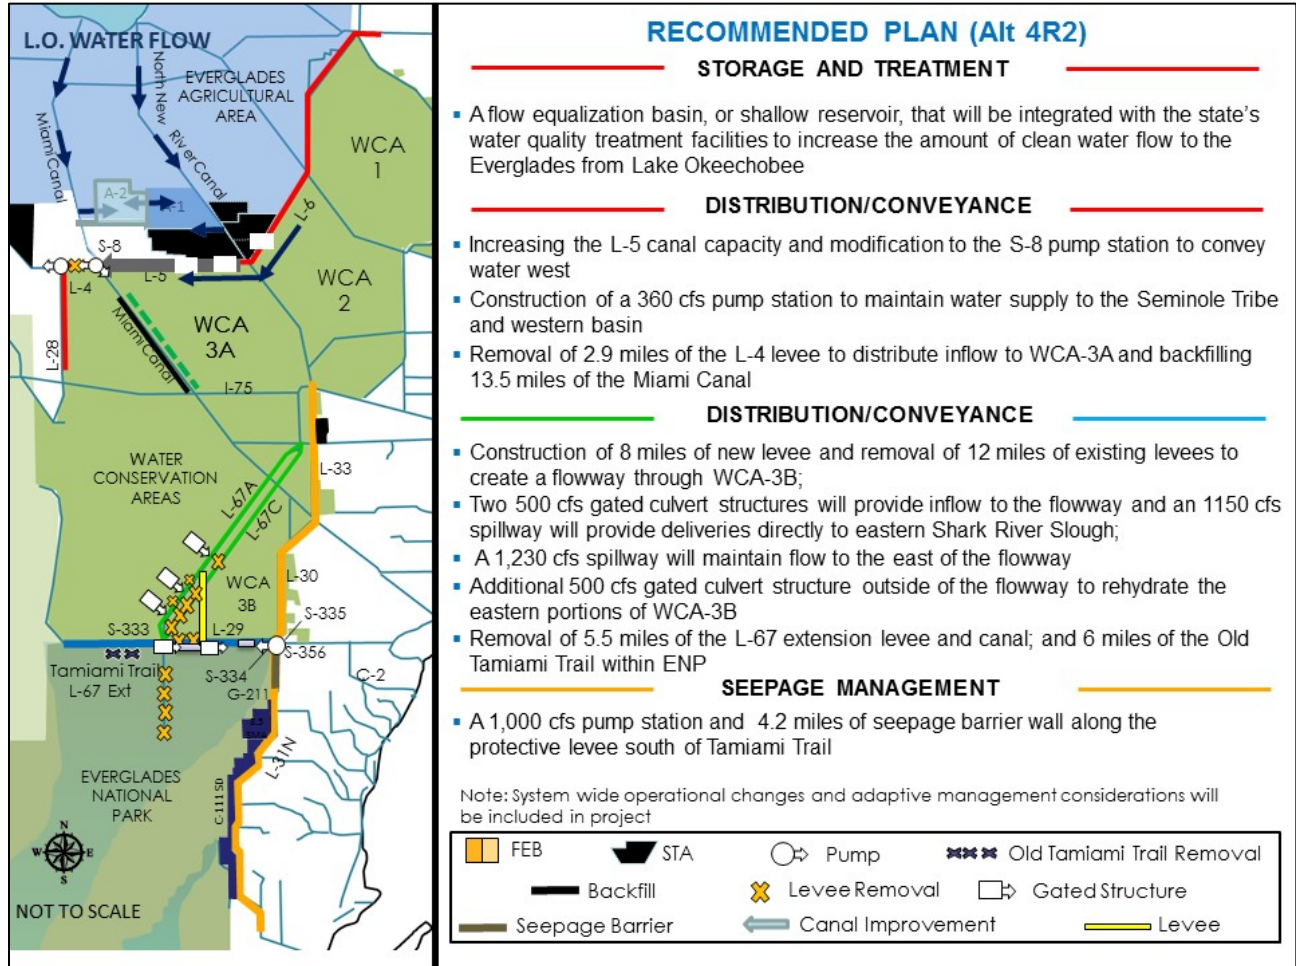 L.O. WATER FLOW
EVERGLADES
AGRICULTURAL
AREA
North New
River Canal
Miami Canal
WCA
1
A-2
A-1
L-6
S-8
L-5
L-4
WCA
2
WCA
3A
Miami Canal
L-28
I-75
WATER
CONSERVATION
AREAS
L-33
L-67A
L-67C
WCA
3B
L-30
S-335
S-333
L-29
S-356
Tamiami Trail
L-67 Ext
S-334
G-211
C-2
L-31N
EVERGLADES
NATIONAL
PARK
C-111 SD
N
W
E
S
NOT TO SCALE
RECOMMENDED PLAN (Alt 4R2)
STORAGE AND TREATMENT
▪ A flow equalization basin, or shallow reservoir, that will be integrated with the state's
water quality treatment facilities to increase the amount of clean water flow to the
Everglades from Lake Okeechobee
DISTRIBUTION/CONVEYANCE
▪ Increasing the L-5 canal capacity and modification to the S-8 pump station to convey
water west
▪ Construction of a 360 cfs pump station to maintain water supply to the Seminole Tribe
and western basin
▪ Removal of 2.9 miles of the L-4 levee to distribute inflow to WCA-3A and backfilling
13.5 miles of the Miami Canal
DISTRIBUTION/CONVEYANCE
▪ Construction of 8 miles of new levee and removal of 12 miles of existing levees to
create a flowway through WCA-3B;
▪ Two 500 cfs gated culvert structures will provide inflow to the flowway and an 1150 cfs
spillway will provide deliveries directly to eastern Shark River Slough;
▪ A 1,230 cfs spillway will maintain flow to the east of the flowway
▪ Additional 500 cfs gated culvert structure outside of the flowway to rehydrate the
eastern portions of WCA-3B
▪ Removal of 5.5 miles of the L-67 extension levee and canal; and 6 miles of the Old
Tamiami Trail within ENP
SEEPAGE MANAGEMENT
▪ A 1,000 cfs pump station and 4.2 miles of seepage barrier wall along the
protective levee south of Tamiami Trail
Note: System wide operational changes and adaptive management considerations will
be included in project
FEB
STA
Pump
Old Tamiami Trail Removal
Backfill
Levee Removal
Gated Structure
Seepage Barrier
Canal Improvement
Levee